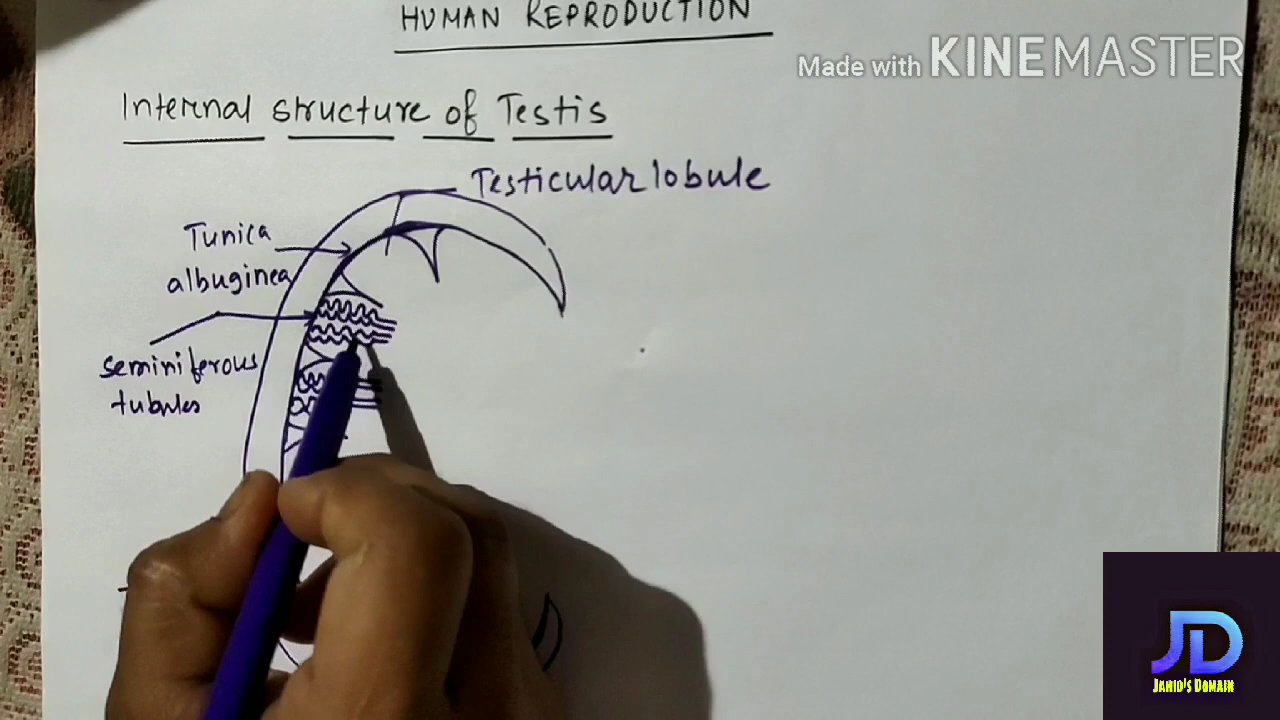 HUMAN REPRODUCTION
Made with KINEMASTER
Internal structure of Testis
Testicular lobule
Tunica
albuginea
seminiferous
tubules
JD
JAHID'S DOMAIN